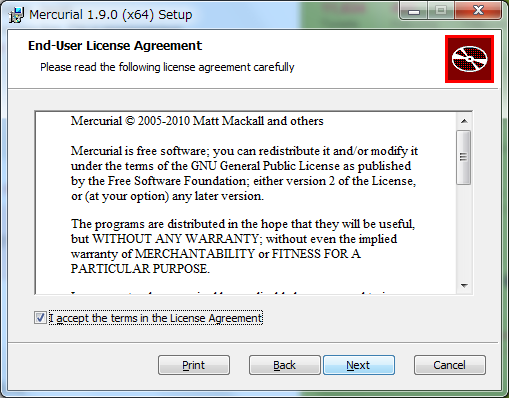 Mercurial 1.9.0 (x64) Setup
End-User License Agreement
Please read the following license agreement carefully
Mercurial © 2005-2010 Matt Mackall and others
Mercurial is free software; you can redistribute it and/or modify it
under the terms of the GNU General Public License as published
by the Free Software Foundation; either version 2 of the License,
or (at your option) any later version.
The programs are distributed in the hope that they will be useful,
but WITHOUT ANY WARRANTY; without even the implied
warranty of MERCHANTABILITY or FITNESS FOR A
PARTICULAR PURPOSE.
I accept the terms in the License Agreement
Print
Back
Next
Cancel